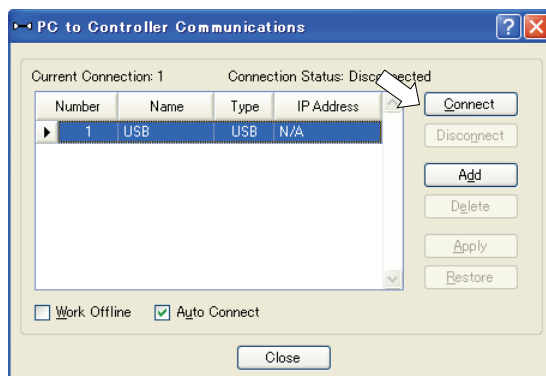 PC to Controller Communications
Current Connection: 1 Connection Status: Disconnected
Number Name Type IP Address
1 USB USB N/A
Connect
Disconnect
Add
Delete
Apply
Restore
Work Offline Auto Connect
Close